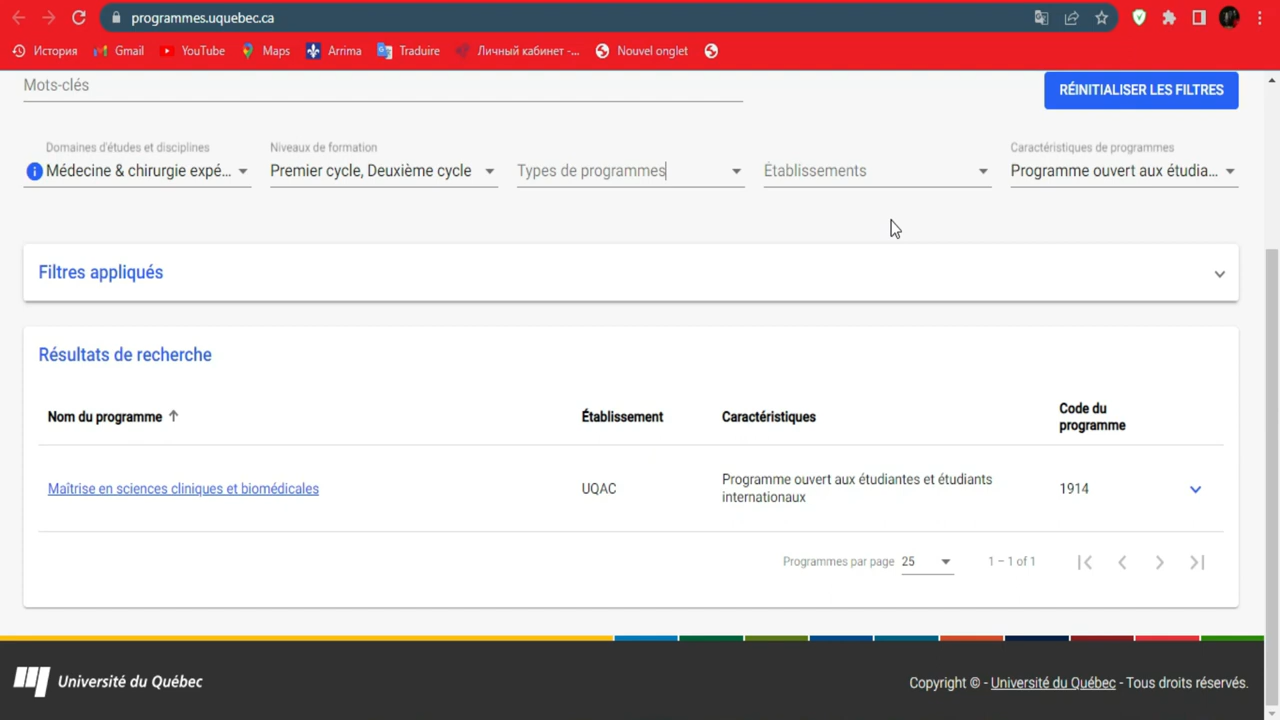 programmes.uquebec.ca
История Gmail YouTube Maps Arrima Traduire Личный кабинет -... Nouvel onglet
Mots-clés
RÉINITIALISER LES FILTRES
Domaines d'études et disciplines Niveaux de formation Caractéristiques de programmes
Médecine & chirurgie expé... Premier cycle, Deuxième cycle Types de programmes Établissements Programme ouvert aux étudia...
Filtres appliqués
Résultats de recherche
Nom du programme Établissement Caractéristiques Code du
programme
Maîtrise en sciences cliniques et biomédicales UQAC Programme ouvert aux étudiantes et étudiants
internationaux 1914
Programmes par page 25 1 – 1 of 1
Université du Québec
Copyright © - Université du Québec - Tous droits réservés.